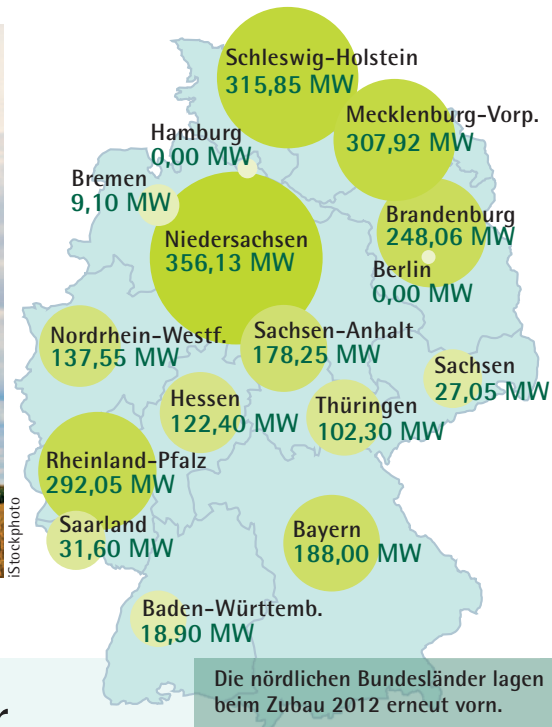 Schleswig-Holstein
315,85 MW
Mecklenburg-Vorp.
307,92 MW
Hamburg
0,00 MW
Bremen
9,10 MW
Niedersachsen
356,13 MW
Brandenburg
248,06 MW
Berlin
0,00 MW
Nordrhein-Westf.
137,55 MW
Sachsen-Anhalt
178,25 MW
Sachsen
27,05 MW
Hessen
122,40 MW
Thüringen
102,30 MW
Rheinland-Pfalz
292,05 MW
Saarland
31,60 MW
Bayern
188,00 MW
Baden-Württemb.
18,90 MW
iStockphoto
Die nördlichen Bundesländer lagen
beim Zubau 2012 erneut vorn.